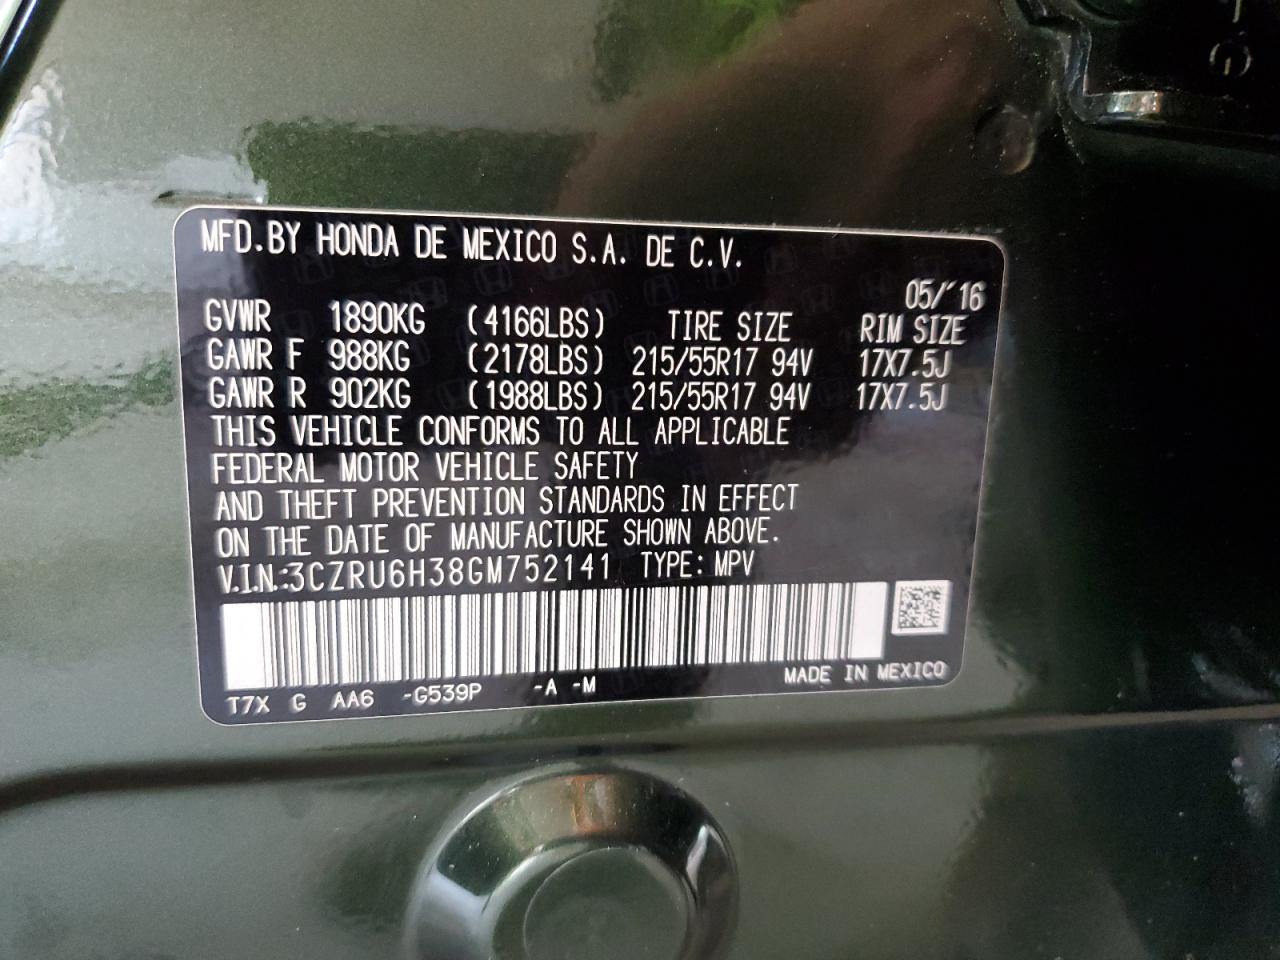 MFD.BY HONDA DE MEXICO S.A. DE C.V.
05/'16
GVWR 1890KG (4166LBS) TIRE SIZE RIM SIZE
GAWR F 988KG (2178LBS) 215/55R17 94V 17X7.5J
GAWR R 902KG (1988LBS) 215/55R17 94V 17X7.5J
THIS VEHICLE CONFORMS TO ALL APPLICABLE
FEDERAL MOTOR VEHICLE SAFETY
AND THEFT PREVENTION STANDARDS IN EFFECT
ON THE DATE OF MANUFACTURE SHOWN ABOVE.
V.I.N.:3CZRU6H38GM752141 TYPE: MPV
T7X G AA6 -G539P -A -M MADE IN MEXICO